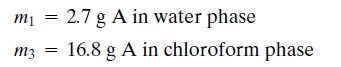 m₁ = 2.7 g A in water phase
m₃ = 16.8 g A in chloroform phase